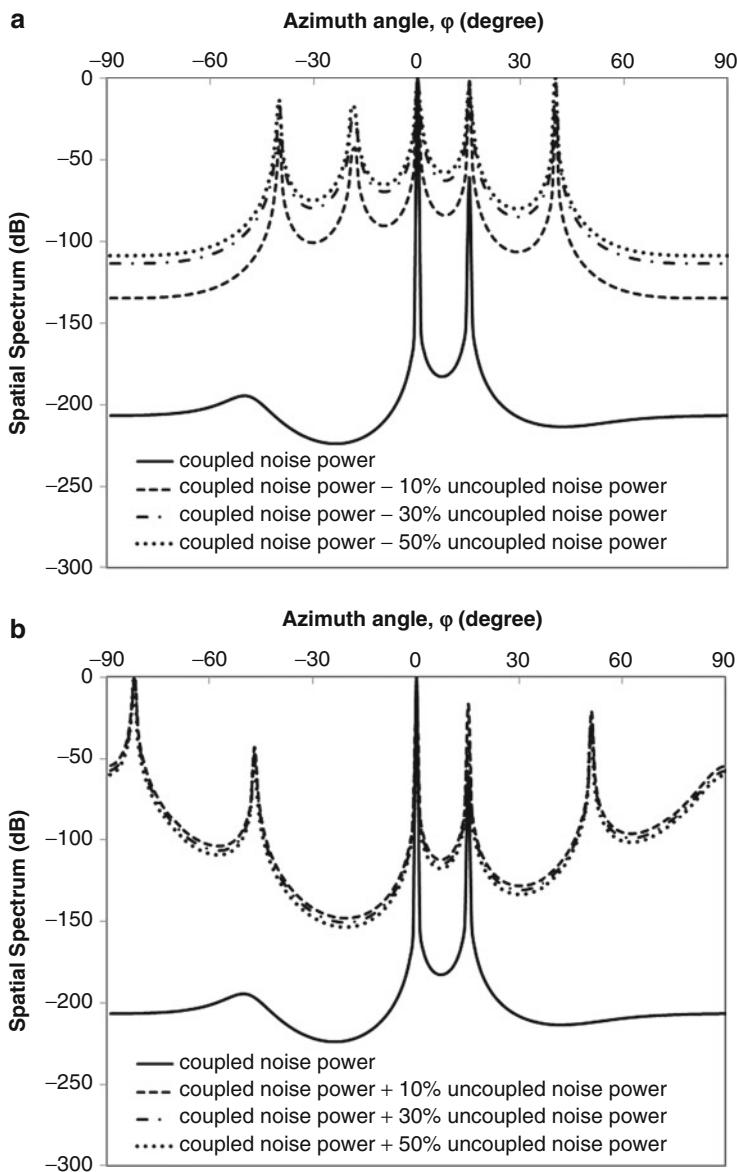 a
Azimuth angle, φ (degree)
−90 −60 −30 0 30 60 90
0
−50
−100
−150
−200
−250
−300
Spatial Spectrum (dB)
coupled noise power
coupled noise power − 10% uncoupled noise power
coupled noise power − 30% uncoupled noise power
coupled noise power − 50% uncoupled noise power
b
Azimuth angle, φ (degree)
−90 −60 −30 0 30 60 90
0
−50
−100
−150
−200
−250
−300
Spatial Spectrum (dB)
coupled noise power
coupled noise power + 10% uncoupled noise power
coupled noise power + 30% uncoupled noise power
coupled noise power + 50% uncoupled noise power